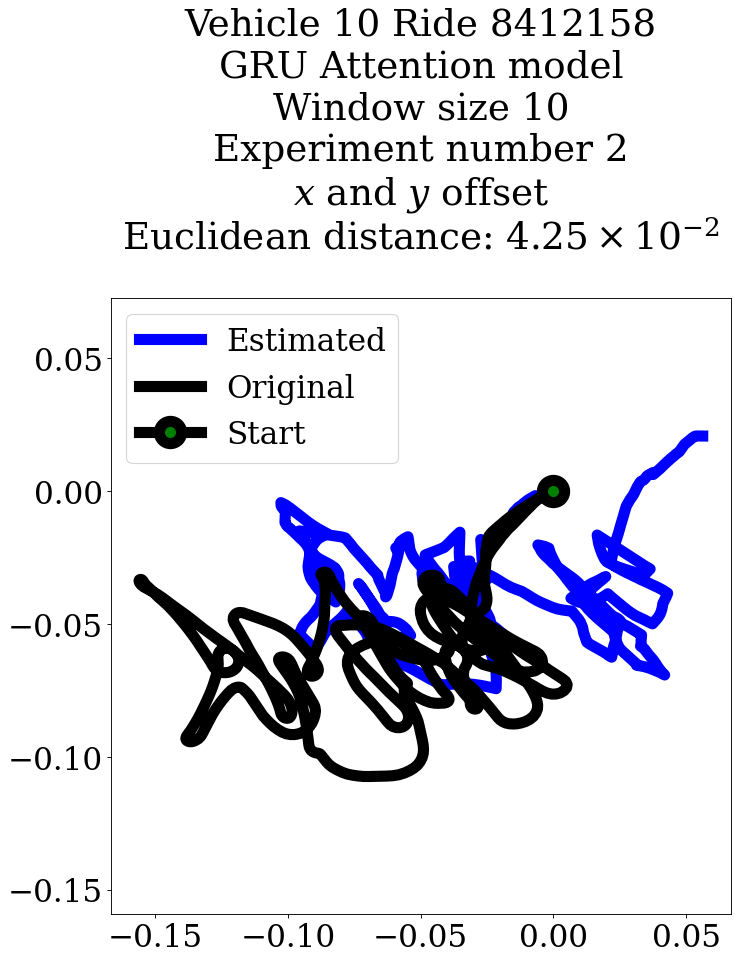 Vehicle 10 Ride 8412158
GRU Attention model
Window size 10
Experiment number 2
x and y offset
Euclidean distance: 4.25 × 10⁻²
Estimated
Original
Start
0.05
0.00
−0.05
−0.10
−0.15
−0.15 −0.10 −0.05 0.00 0.05